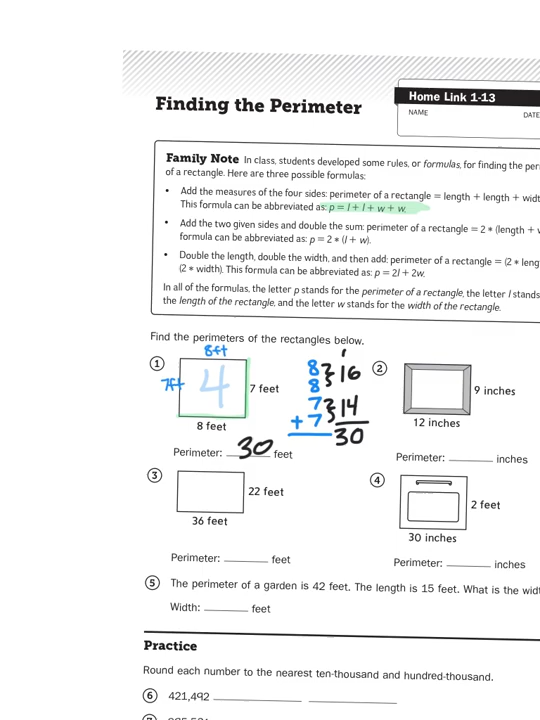 Finding the Perimeter
Home Link 1-13
NAME
DATE
Family Note In class, students developed some rules, or formulas, for finding the
of a rectangle. Here are three possible formulas:
• Add the measures of the four sides: perimeter of a rectangle = length + length +
This formula can be abbreviated as: p = l + l + w + w
• Add the two given sides and double the sum: perimeter of a rectangle = 2 * (length +
formula can be abbreviated as: p = 2 * (l + w).
• Double the length, double the width, and then add: perimeter of a rectangle = (2 *
(2 * width). This formula can be abbreviated as: p = 2l + 2w.
In all of the formulas, the letter p stands for the perimeter of a rectangle, the letter l stands
the length of the rectangle, and the letter w stands for the width of the rectangle.
Find the perimeters of the rectangles below.
1
8ft
7ft
4
7 feet
8 feet
1
8 } 16
8
7 } 14
+ 7
30
Perimeter: 30 feet
2
9 inches
12 inches
Perimeter: ______ inches
3
22 feet
36 feet
Perimeter: ______ feet
4
2 feet
30 inches
Perimeter: ______ inches
5 The perimeter of a garden is 42 feet. The length is 15 feet. What is the
Width: ______ feet
Practice
Round each number to the nearest ten-thousand and hundred-thousand.
6 421,492 ____________ ____________